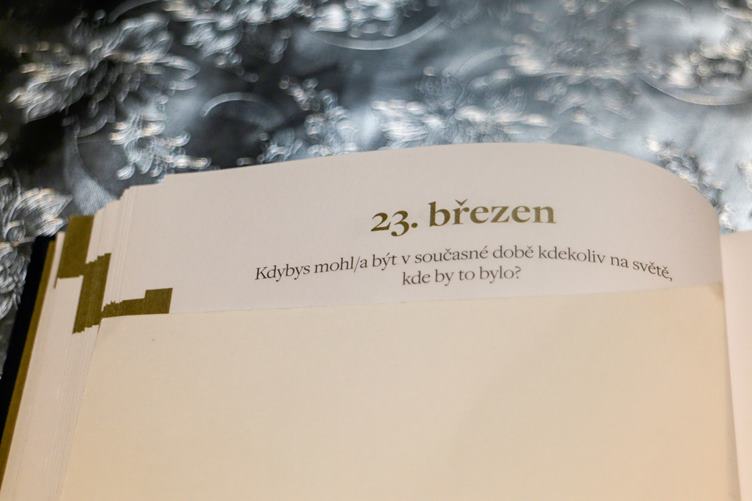 23. březen
Kdybys mohl/a být v současné době kdekoliv na světě,
kde by to bylo?